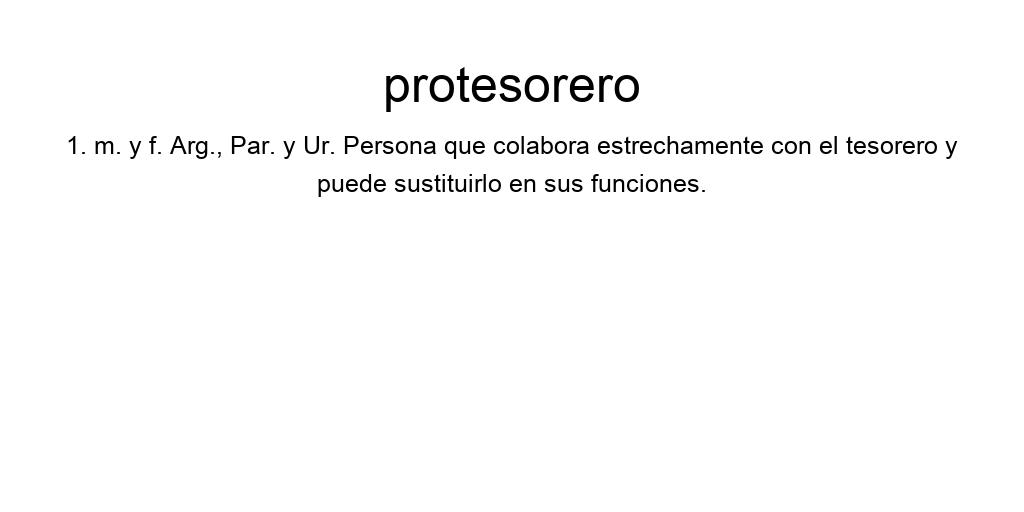 protesorero
1. m. y f. Arg., Par. y Ur. Persona que colabora estrechamente con el tesorero y
puede sustituirlo en sus funciones.